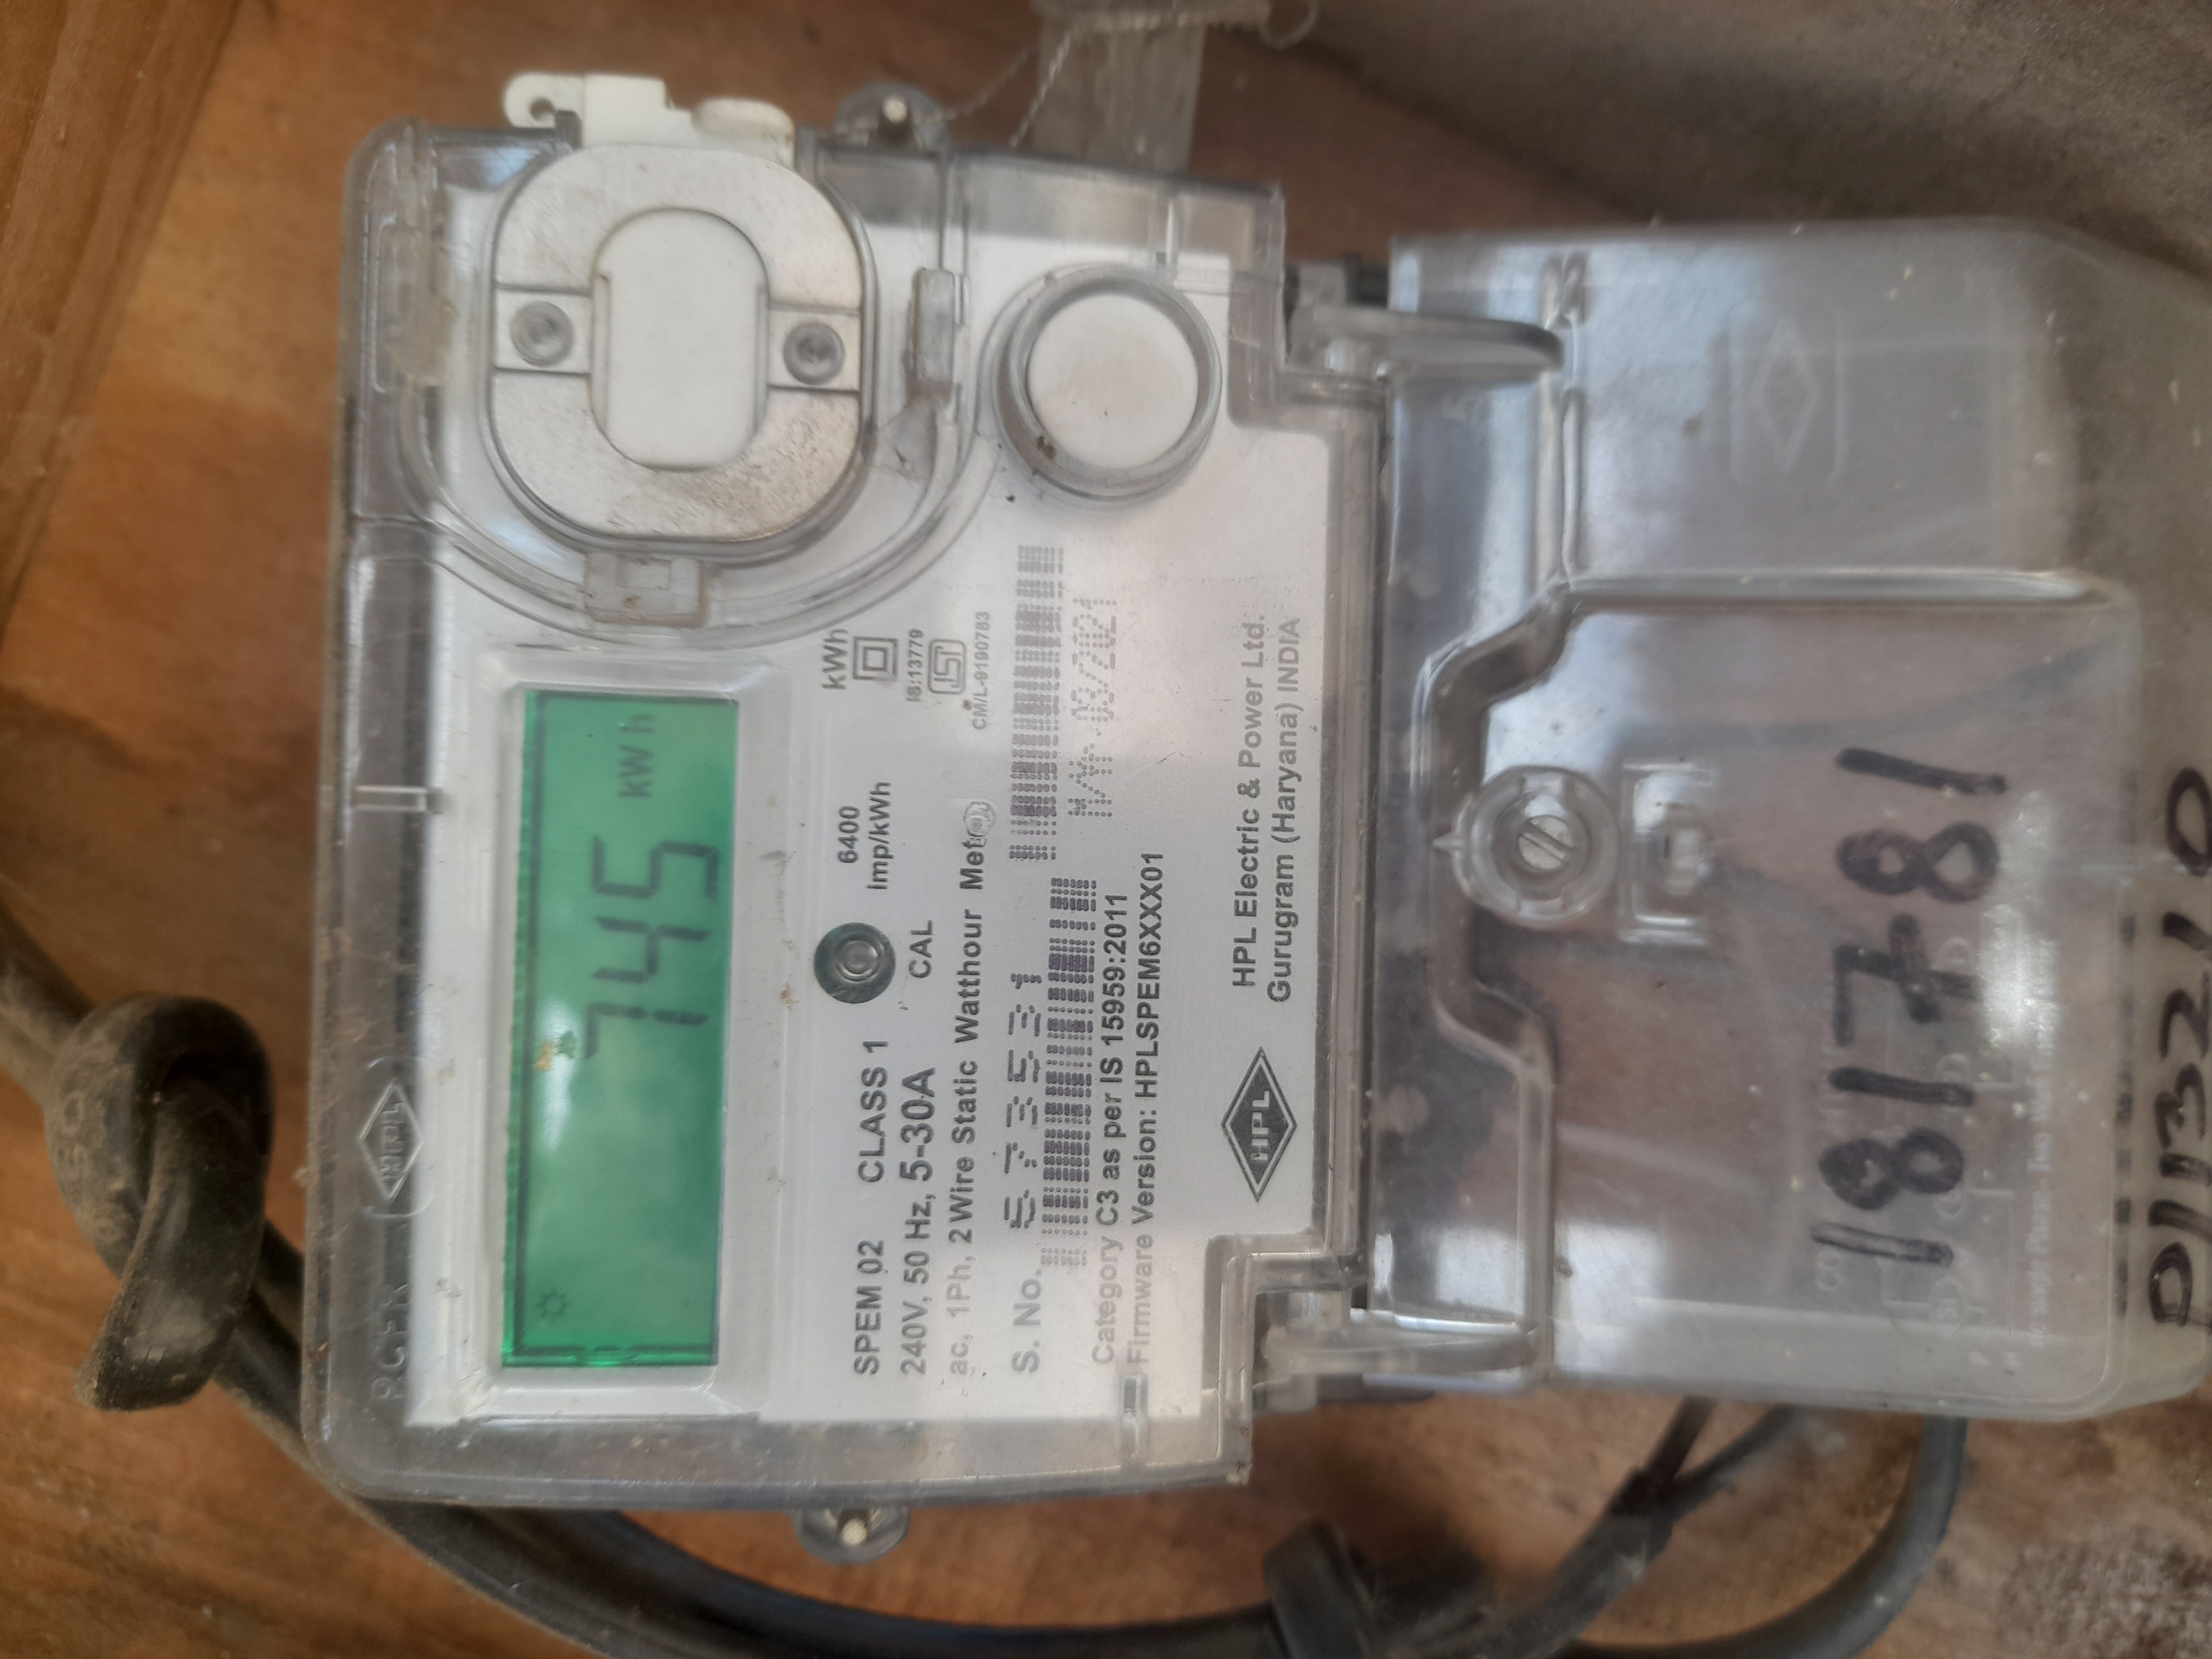 HPL
745 kWh
kWh
6400
imp/kWh
IS:13779
CM/L-9190783
CAL
SPEM 02 CLASS 1
240V, 50 Hz, 5-30A
ac, 1Ph, 2 Wire Static Watthour Meter
S. No.
Category C3 as per IS 15959:2011
Firmware Version: HPLSPEM6XXX01
HPL
HPL Electric & Power Ltd.
Gurugram (Haryana) INDIA
181781